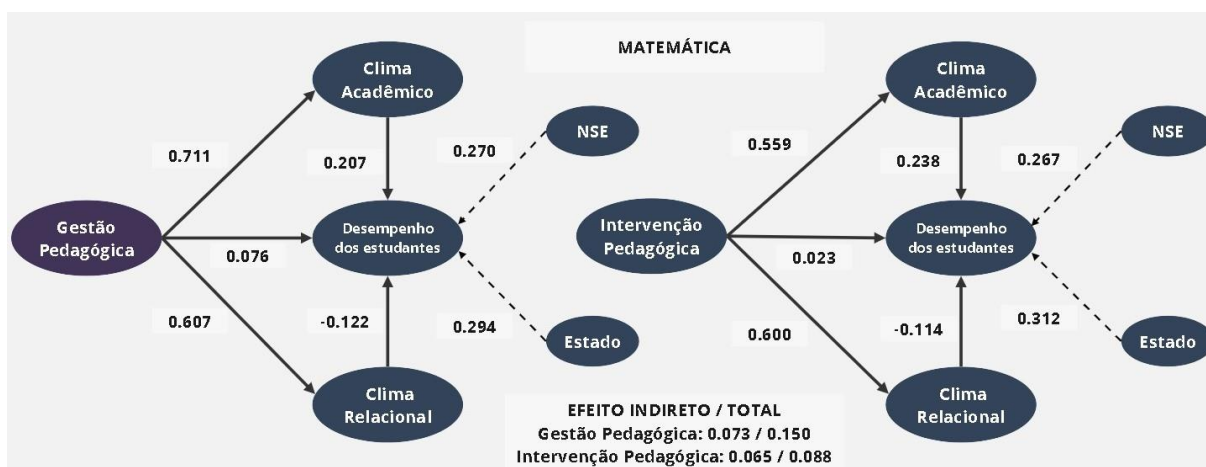 MATEMÁTICA
Clima
Acadêmico
0.711
0.207
0.270
NSE
Gestão
Pedagógica
0.076
Desempenho
dos estudantes
0.607
-0.122
0.294
Estado
Clima
Relacional
Clima
Acadêmico
0.559
0.238
0.267
NSE
Intervenção
Pedagógica
0.023
Desempenho
dos estudantes
0.600
-0.114
0.312
Estado
Clima
Relacional
EFEITO INDIRETO / TOTAL
Gestão Pedagógica: 0.073 / 0.150
Intervenção Pedagógica: 0.065 / 0.088